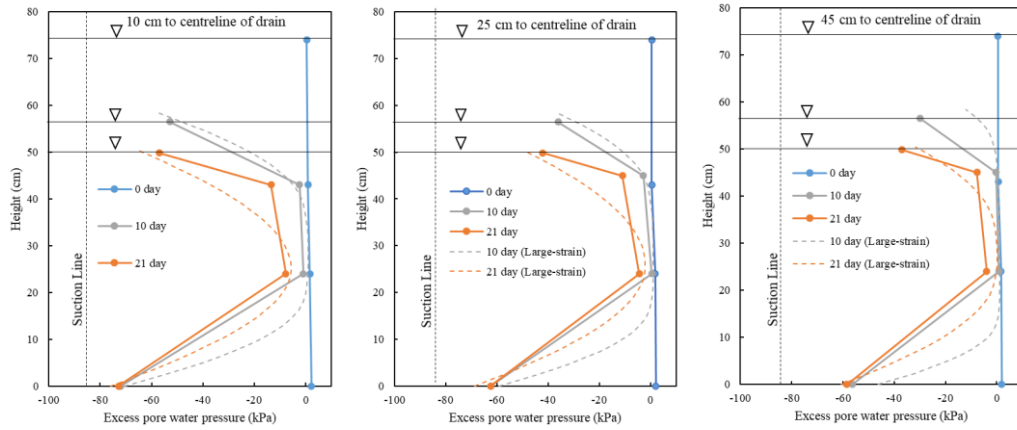 10 cm to centreline of drain
80
70
60
50
40
30
20
10
0
Height (cm)
Suction Line
0 day
10 day
21 day
-100
-80
-60
-40
-20
0
Excess pore water pressure (kPa)
25 cm to centreline of drain
80
70
60
50
40
30
20
10
0
Height (cm)
Suction Line
0 day
10 day
21 day
10 day (Large-strain)
21 day (Large-strain)
-100
-80
-60
-40
-20
0
Excess pore water pressure (kPa)
45 cm to centreline of drain
80
70
60
50
40
30
20
10
0
Height (cm)
Suction Line
0 day
10 day
21 day
10 day (Large-strain)
21 day (Large-strain)
-100
-80
-60
-40
-20
0
Excess pore water pressure (kPa)